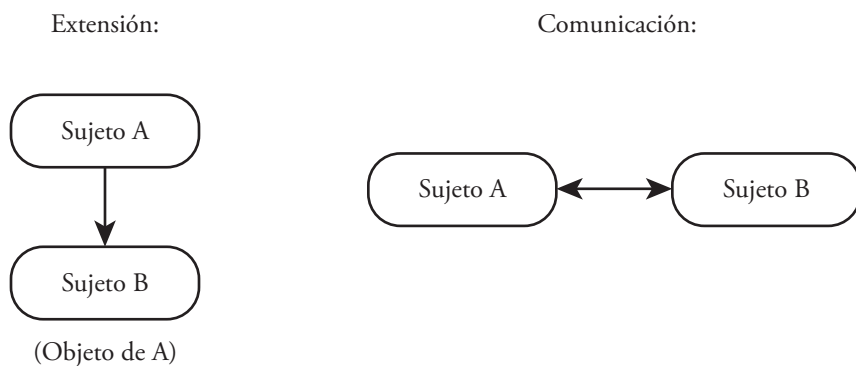 Extensión:
Sujeto A
Sujeto B
(Objeto de A)
Comunicación:
Sujeto A
Sujeto B